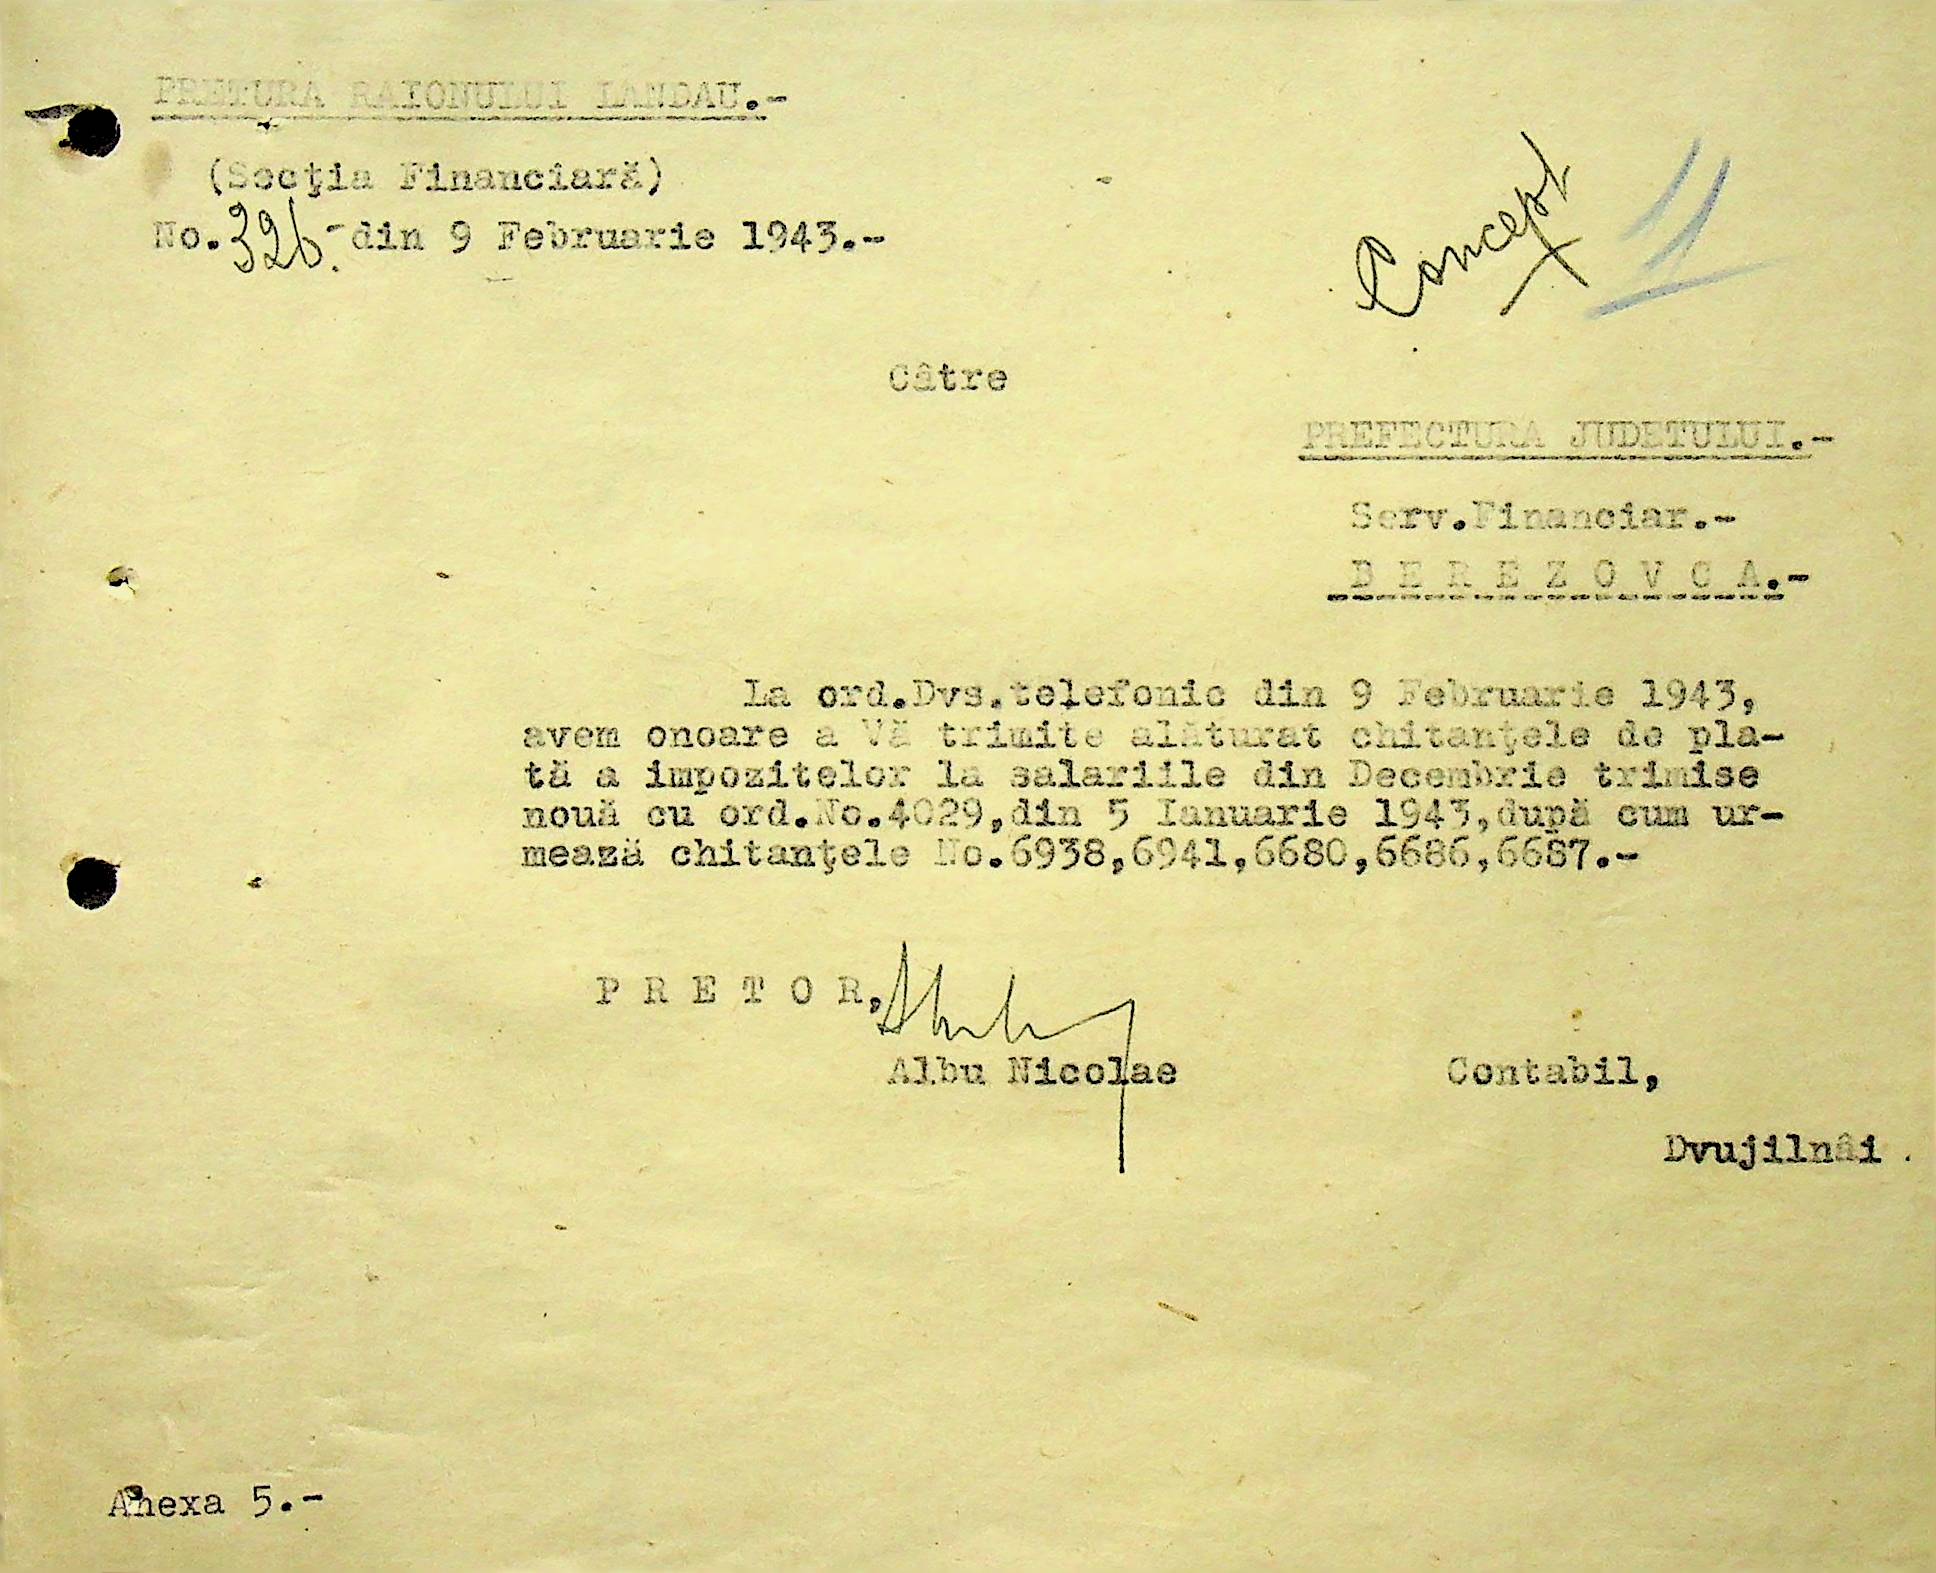 PRETURA RAIONULUI LANDAU.-
(Secţia Financiară)
No. 326.- din 9 Februarie 1943.-
Concept 11
Câtre
PREFECTURA JUDETULUI.-
Serv.Financiar.-
B E R E Z O V C A.-
La ord.Dvs.telefonic din 9 Februarie 1943,
avem onoare a Vă trimite alăturat chitanţele de pla-
tă a impozitelor la salariile din Decembrie trimise
nouă cu ord.No.4029,din 5 Ianuarie 1943,după cum ur-
mează chitanţele No.6938,6941,6680,6686,6687.-
P R E T O R,
Albu Nicolae
Contabil,
Dvujilnâi .
Anexa 5.-